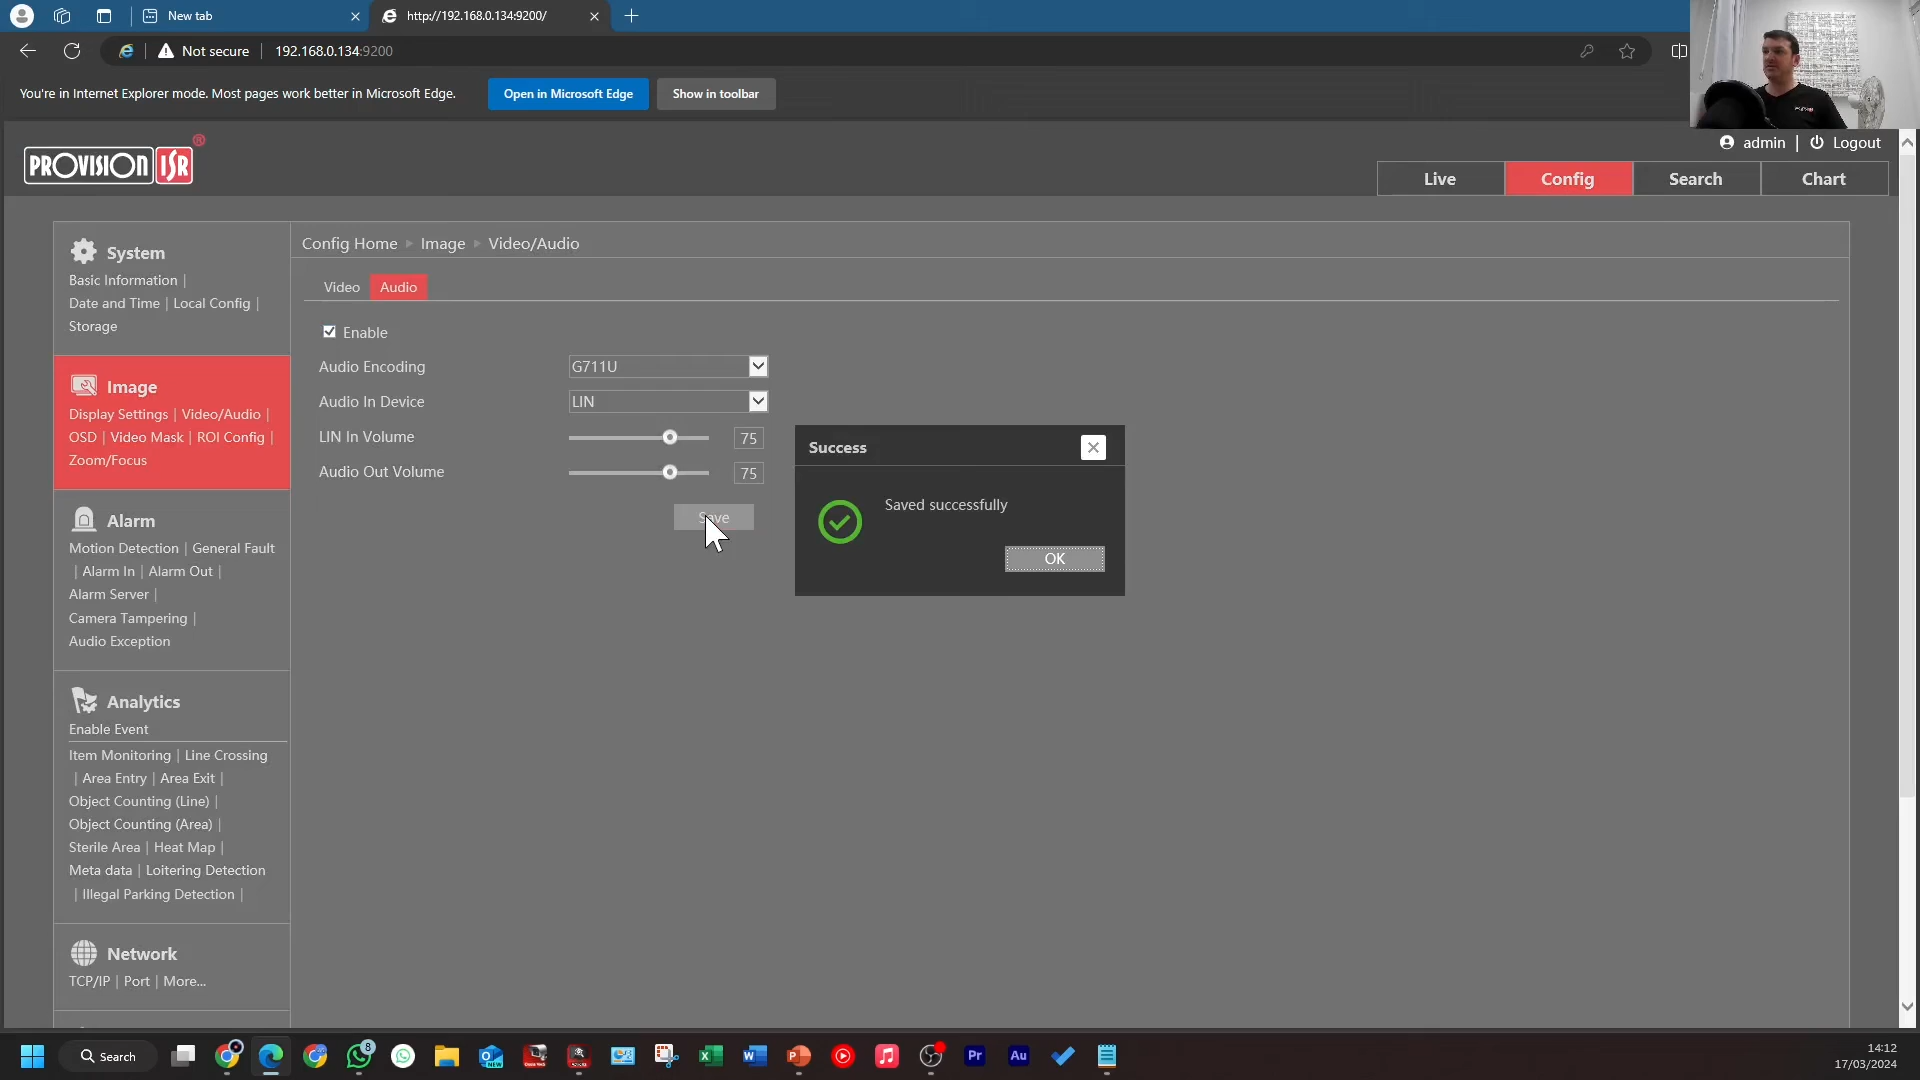 New tab
http://192.168.0.134:9200/
Not secure
192.168.0.134:9200
You're in Internet Explorer mode. Most pages work better in Microsoft Edge.
Open in Microsoft Edge
Show in toolbar
PROVISION ISR ®
admin | Logout
Live
Config
Search
Chart
System
Basic Information |
Date and Time | Local Config |
Storage
Image
Display Settings | Video/Audio |
OSD | Video Mask | ROI Config |
Zoom/Focus
Alarm
Motion Detection | General Fault
| Alarm In | Alarm Out |
Alarm Server |
Camera Tampering |
Audio Exception
Analytics
Enable Event
Item Monitoring | Line Crossing
| Area Entry | Area Exit |
Object Counting (Line) |
Object Counting (Area) |
Sterile Area | Heat Map |
Meta data | Loitering Detection
| Illegal Parking Detection |
Network
TCP/IP | Port | More...
Config Home
Image
Video/Audio
Video
Audio
Enable
Audio Encoding
G711U
Audio In Device
LIN
LIN In Volume
75
Audio Out Volume
75
Save
Success
Saved successfully
OK
Search
8
NEW
Pr
Au
14:12
17/03/2024